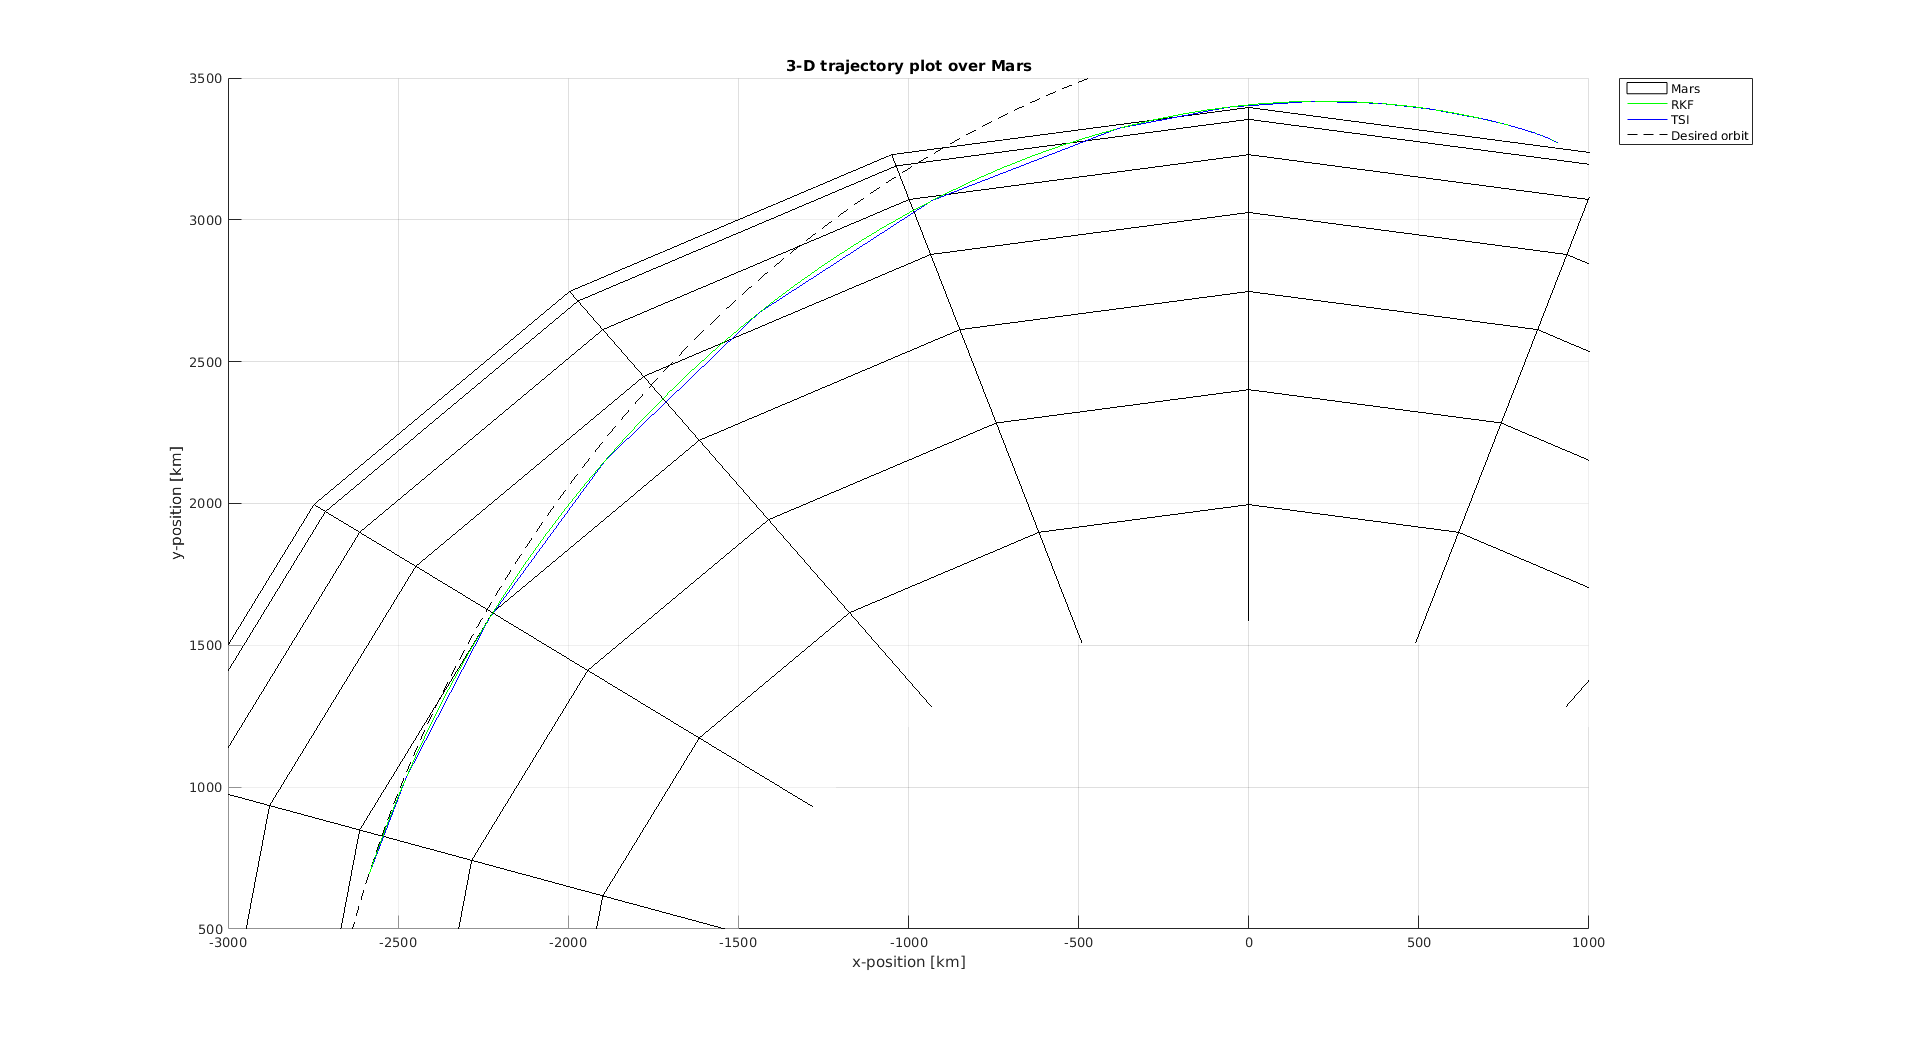 3-D trajectory plot over Mars
3500
3000
2500
2000
1500
1000
500
y-position [km]
-3000 -2500 -2000 -1500 -1000 -500 0 500 1000
x-position [km]
Mars
RKF
TSI
Desired orbit